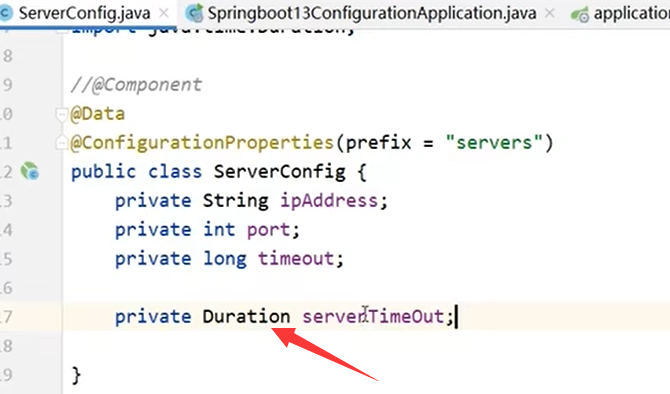 ServerConfig.java × Springboot13ConfigurationApplication.java × application
import java.time.Duration;
8
9 //@Component
10 @Data
11 @ConfigurationProperties(prefix = "servers")
12 public class ServerConfig {
13 private String ipAddress;
14 private int port;
15 private long timeout;
16
17 private Duration serverTimeOut;
18
19 }